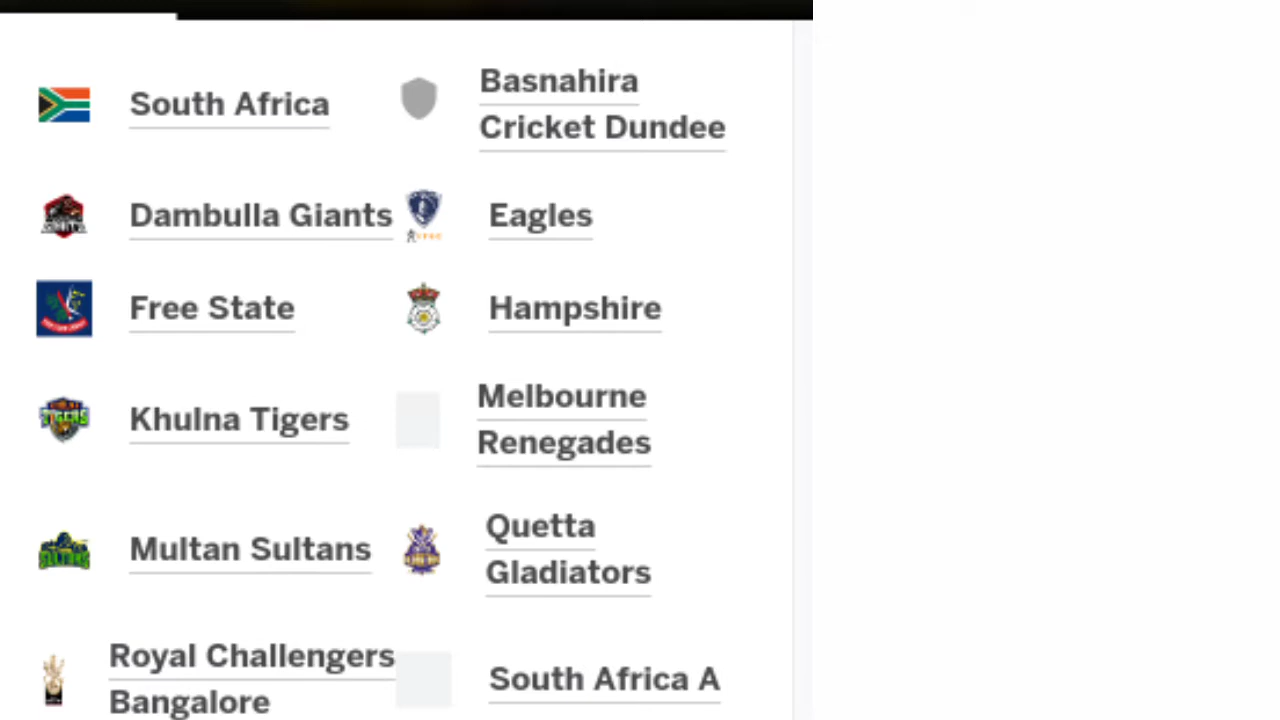 South Africa
Basnahira
Cricket Dundee
Dambulla Giants
Eagles
Free State
Hampshire
Khulna Tigers
Melbourne
Renegades
Multan Sultans
Quetta
Gladiators
Royal Challengers
Bangalore
South Africa A